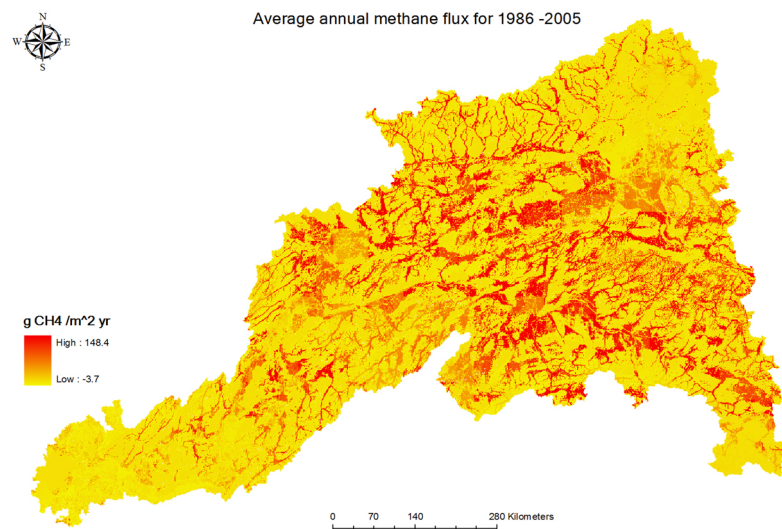 Average annual methane flux for 1986 -2005
N
W E
S
g CH4 /m^2 yr
High : 148.4
Low : -3.7
0 70 140 280 Kilometers